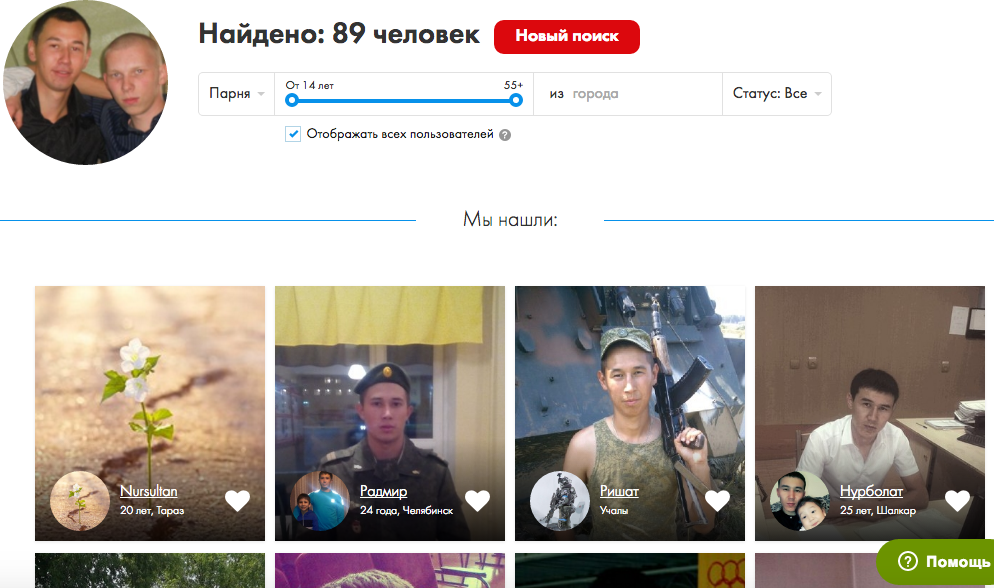 Найдено: 89 человек
Новый поиск
Парня
От 14 лет
55+
из города
Статус: Все
Отображать всех пользователей ?
Мы нашли:
Nursultan
20 лет, Тараз
Радмир
24 года, Челябинск
Ришат
Учалы
Нурболат
25 лет, Шалкар
? Помощь